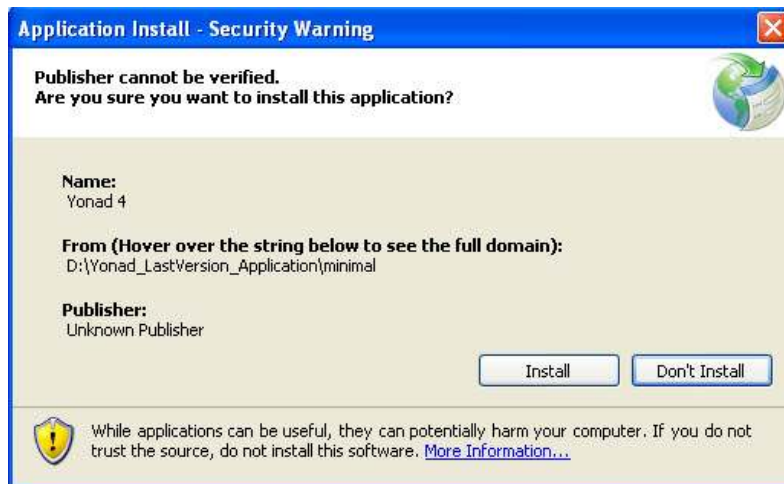 Application Install - Security Warning
Publisher cannot be verified.
Are you sure you want to install this application?
Name:
Yonad 4
From (Hover over the string below to see the full domain):
D:\Yonad_LastVersion_Application\minimal
Publisher:
Unknown Publisher
Install
Don't Install
While applications can be useful, they can potentially harm your computer. If you do not
trust the source, do not install this software. More Information...